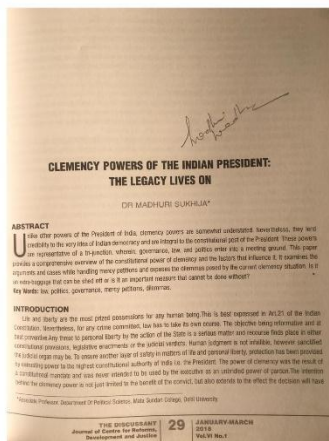 CLEMENCY POWERS OF THE INDIAN PRESIDENT:
THE LEGACY LIVES ON
DR MADHURI SUKHIJA*
ABSTRACT
Unlike other powers of the President of India, clemency powers are somewhat understated. Nevertheless, they lend
credibility to the very idea of Indian democracy and are integral to the constitutional post of the President. These powers
are representative of a tri-junction, wherein, governance, law, and politics enter into a meeting ground. This paper
provides a comprehensive overview of the constitutional power of clemency and the factors that influence it. It examines the
arguments and cases while handling mercy petitions and exposes the dilemmas posed by the current clemency situation. Is it
an extra-baggage that can be shed off or is it an important measure that cannot be done without?
Key Words: law, politics, governance, mercy petitions, dilemmas.
INTRODUCTION
Life and liberty are the most prized possessions for any human being. This is best expressed in Art.21 of the Indian
Constitution. Nevertheless, for any crime committed, law has to take its own course. The objective being reformative and at
best preventive. Any threat to personal liberty by the action of the State is a serious matter and recourse finds place in other
constitutional provisions, legislative enactments or the judicial verdicts. Human judgment is not infallible, however sanctified
the judicial organ may be. To ensure another layer of safety in matters of life and personal liberty, protection has been provided
by entrusting power to the highest constitutional authority of India i.e. the President. The power of clemency was the result of
a constitutional mandate and was never intended to be used by the executive as an unbridled power of pardon. The intention
behind the clemency power is not just limited to the benefit of the convict, but also extends to the effect the decision will have
*Associate Professor, Department Of Political Science, Mata Sundari College, Delhi University.
THE DISCUSSANT
Journal of Centre for Reforms,
Development and Justice
29
JANUARY-MARCH
2018
Vol.VI No.1